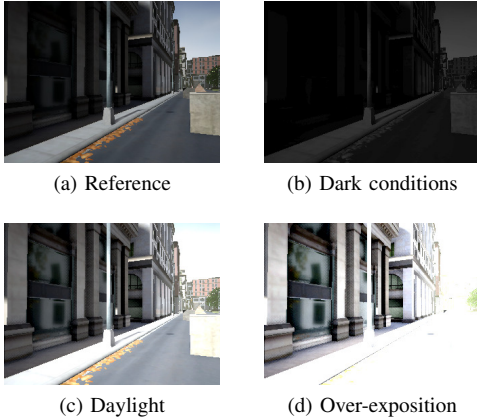 (a) Reference
(b) Dark conditions
(c) Daylight
(d) Over-exposition